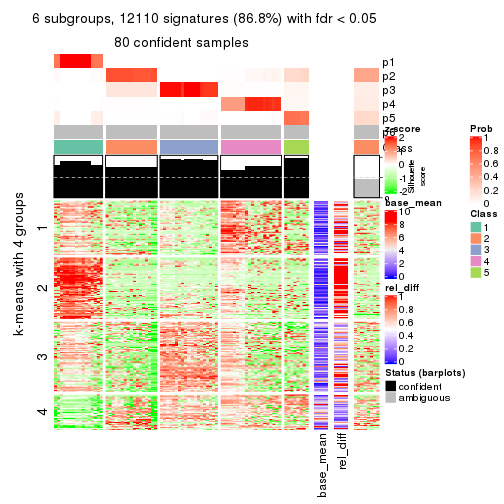 6 subgroups, 12110 signatures (86.8%) with fdr < 0.05
80 confident samples
p1
p2
p3
p4
p5
p6
z-score
2
1
0
-1
-2
Class
Silhouette
score
k-means with 4 groups
1
2
3
4
base_mean
10
8
6
4
2
0
rel_diff
1
0.8
0.6
0.4
0.2
0
Status (barplots)
confident
ambiguous
Prob
1
0.8
0.6
0.4
0.2
0
Class
1
2
3
4
5
base_mean
rel_diff